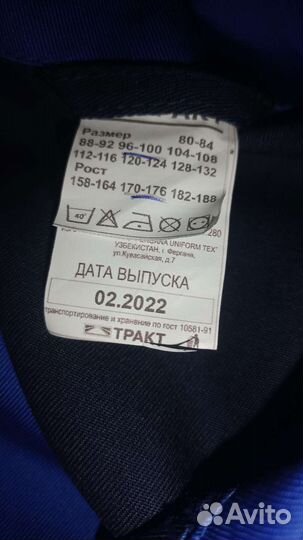 ТРАКТ
Размер 80-84
88-92 96-100 104-108
112-116 120-124 128-132
Рост
158-164 170-176 182-188
40°
280
UNIFORM TEX"
УЗБЕКИСТАН, г. Фергана,
ул.Кувасайская, д.7
ДАТА ВЫПУСКА
02.2022
ТРАКТ
транспортирование и хранение по гост 10581-91
Avito